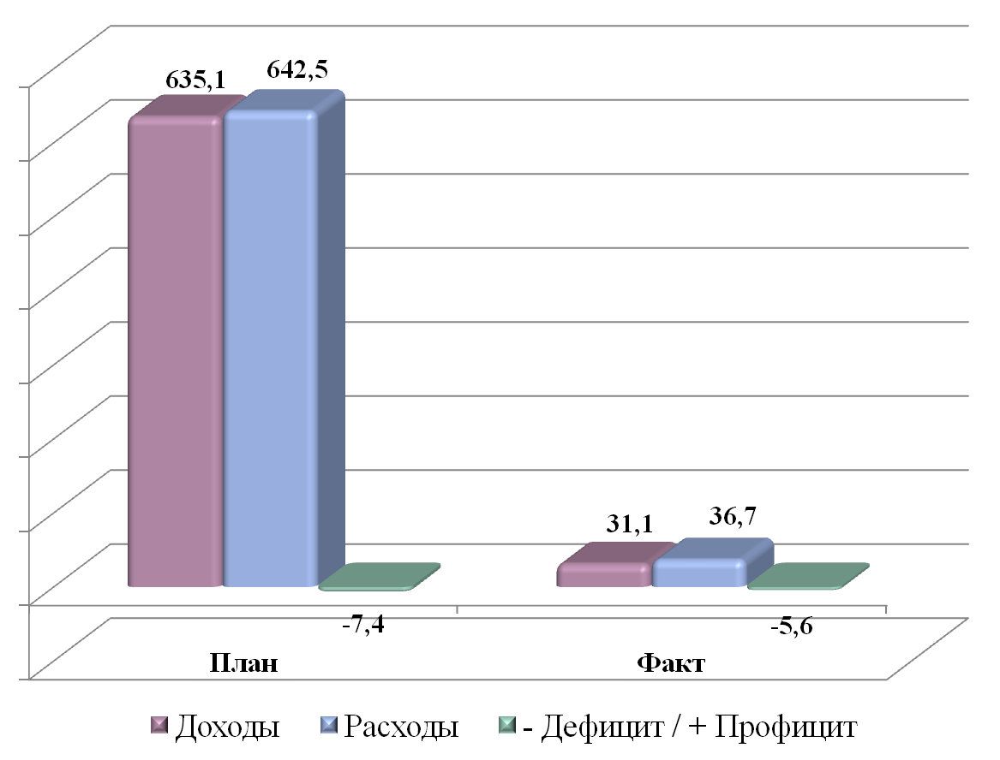 635,1
642,5
31,1
36,7
-7,4
-5,6
План
Факт
Доходы
Расходы
- Дефицит / + Профицит